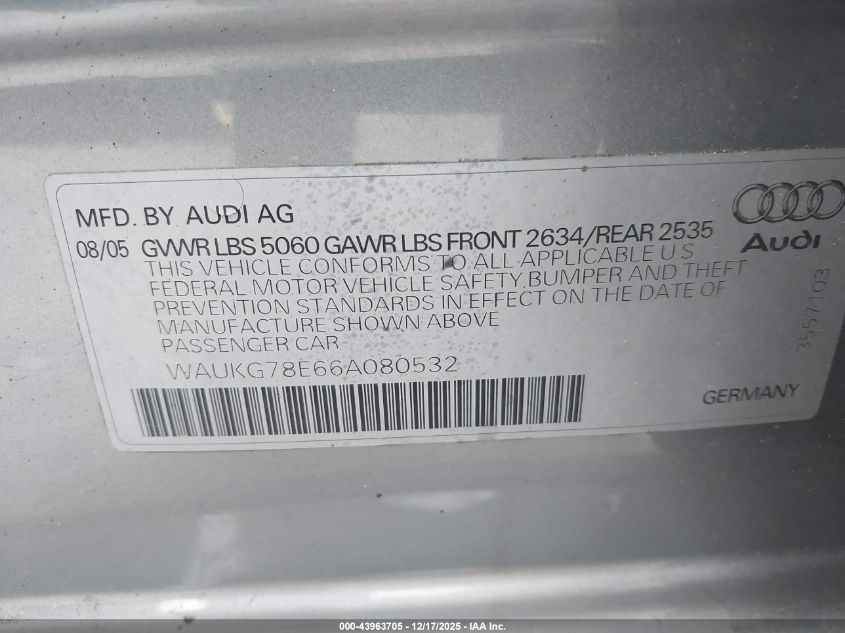 MFD. BY AUDI AG
08/05 GVWR LBS 5060 GAWR LBS FRONT 2634/REAR 2535
THIS VEHICLE CONFORMS TO ALL APPLICABLE U S
FEDERAL MOTOR VEHICLE SAFETY, BUMPER AND THEFT
PREVENTION STANDARDS IN EFFECT ON THE DATE OF
MANUFACTURE SHOWN ABOVE
PASSENGER CAR
WAUKG78E66A080532
Audi
3557103
GERMANY
000-43963705 - 12/17/2025 - IAA Inc.